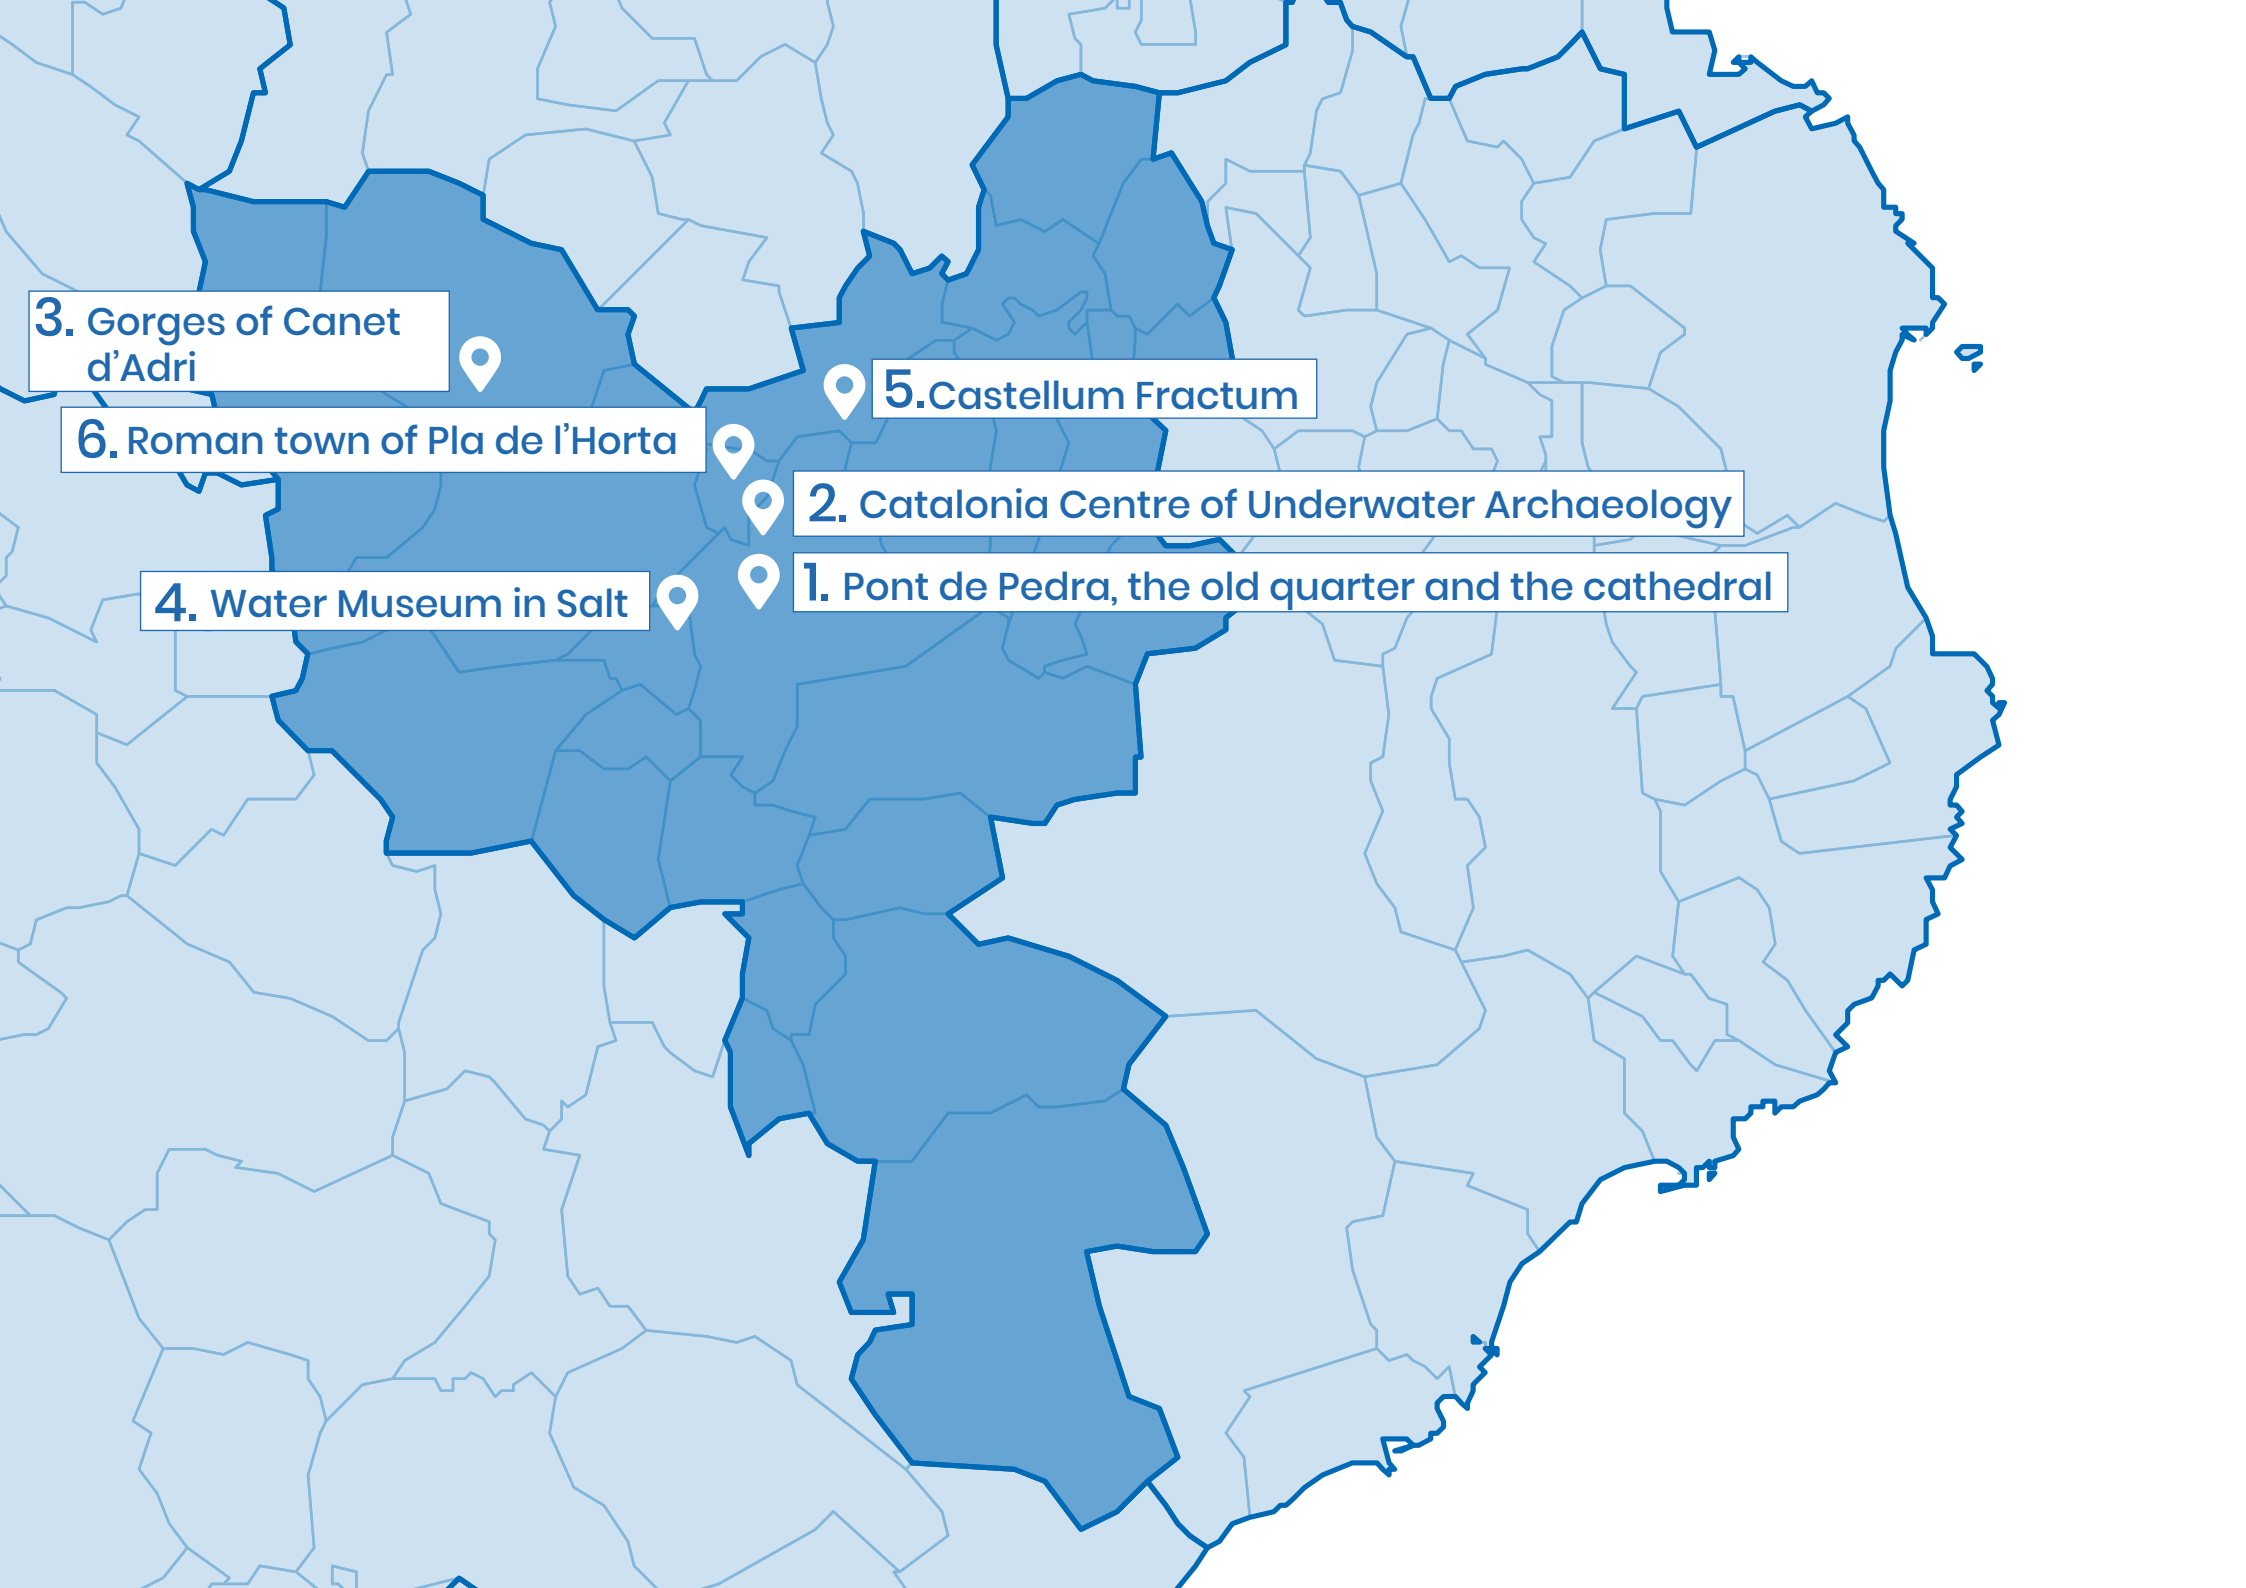 3. Gorges of Canet
d’Adri
5.Castellum Fractum
6. Roman town of Pla de l’Horta
2. Catalonia Centre of Underwater Archaeology
1. Pont de Pedra, the old quarter and the cathedral
4. Water Museum in Salt